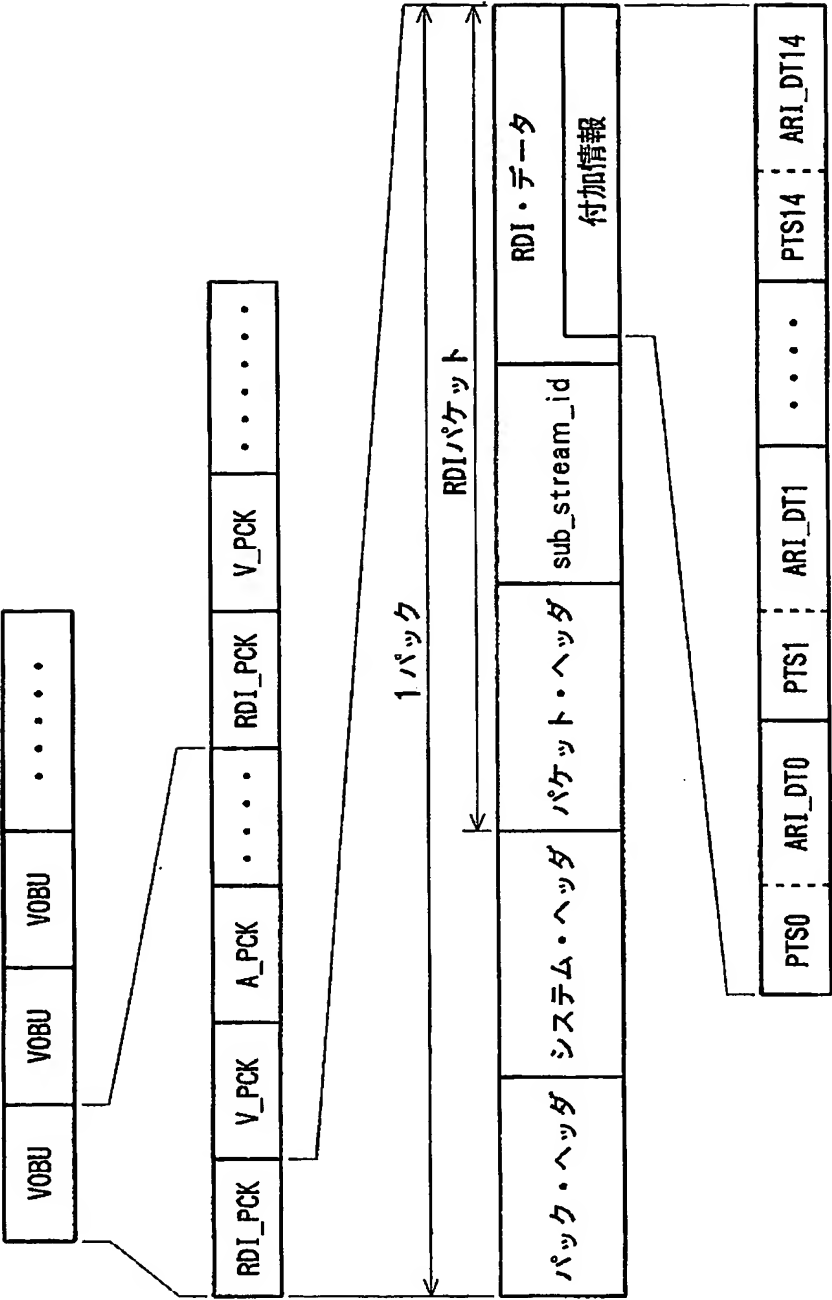 VOBU VOBU VOBU ・・・・・
RDI_PCK V_PCK A_PCK ・・・・・ RDI_PCK V_PCK ・・・・・・
1パック
RDIパケット
パック・ヘッダ システム・ヘッダ パケット・ヘッダ sub_stream_id RDI・データ
付加情報
PTS0 ARI_DT0 PTS1 ARI_DT1 ・・・・ PTS14 ARI_DT14